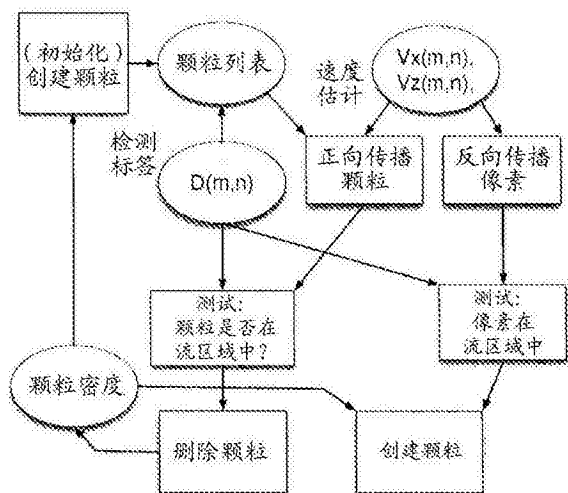 (初始化)
创建颗粒
颗粒列表
速度
估计
Vx(m,n),
Vz(m,n),
检测
标签
D(m,n)
正向传播
颗粒
反向传播
像素
测试:
颗粒是否在
流区域中?
测试:
像素在
流区域中
颗粒密度
删除颗粒
创建颗粒